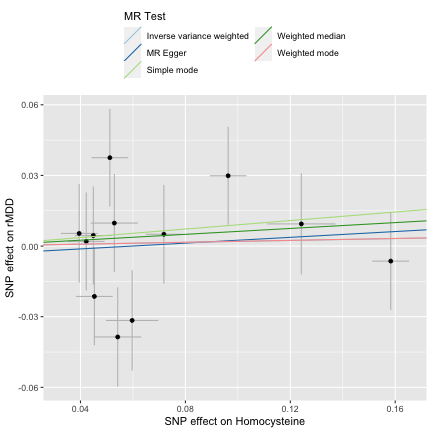 MR Test
Inverse variance weighted
Weighted median
MR Egger
Weighted mode
Simple mode
0.06
0.03
0.00
-0.03
-0.06
SNP effect on rMDD
0.04
0.08
0.12
0.16
SNP effect on Homocysteine